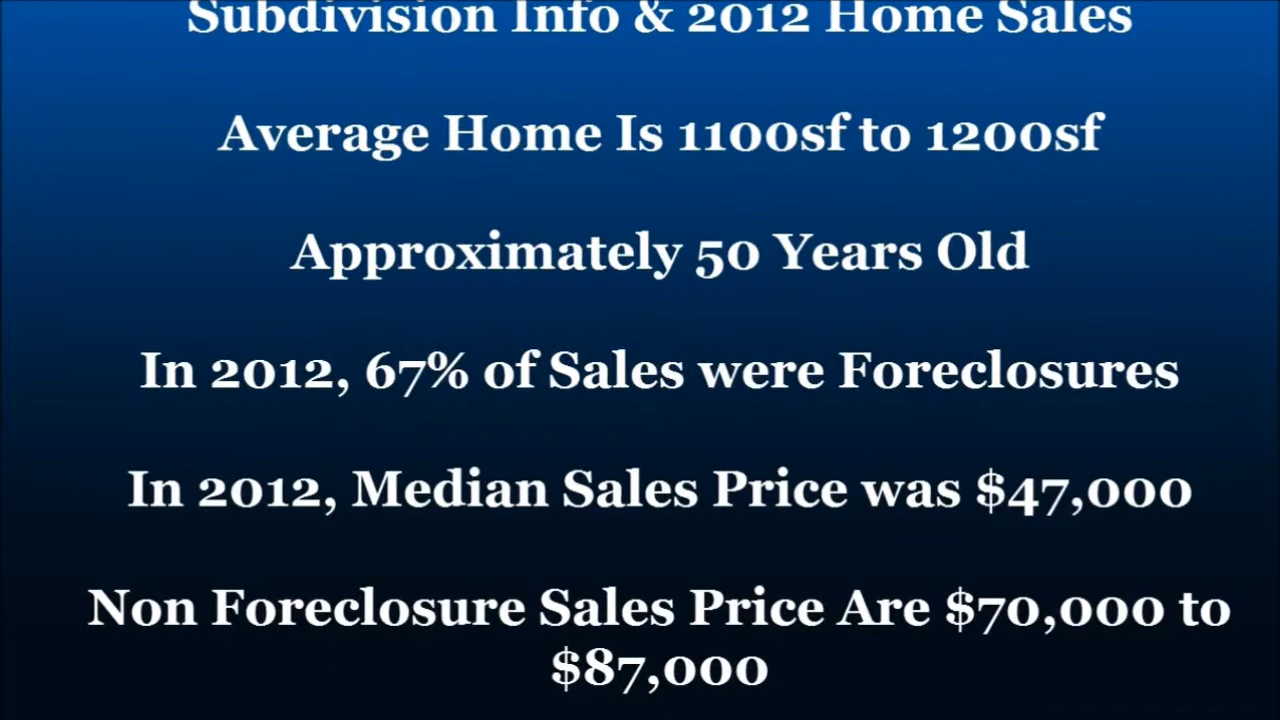 Subdivision Info & 2012 Home Sales
Average Home Is 1100sf to 1200sf
Approximately 50 Years Old
In 2012, 67% of Sales were Foreclosures
In 2012, Median Sales Price was $47,000
Non Foreclosure Sales Price Are $70,000 to
$87,000